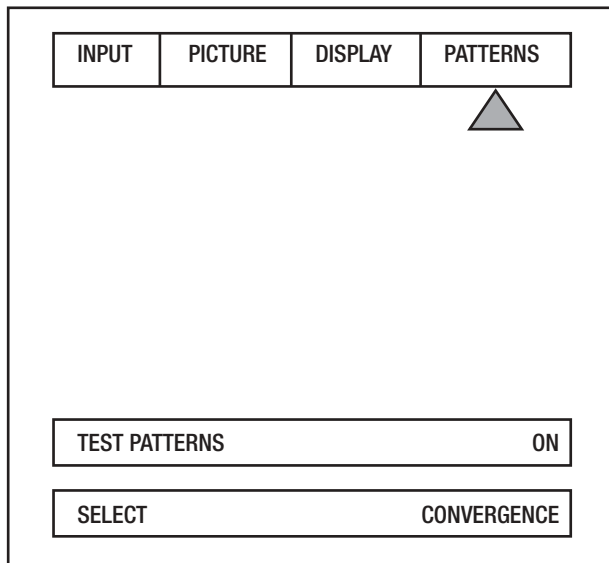 INPUT PICTURE DISPLAY PATTERNS
TEST PATTERNS ON
SELECT CONVERGENCE